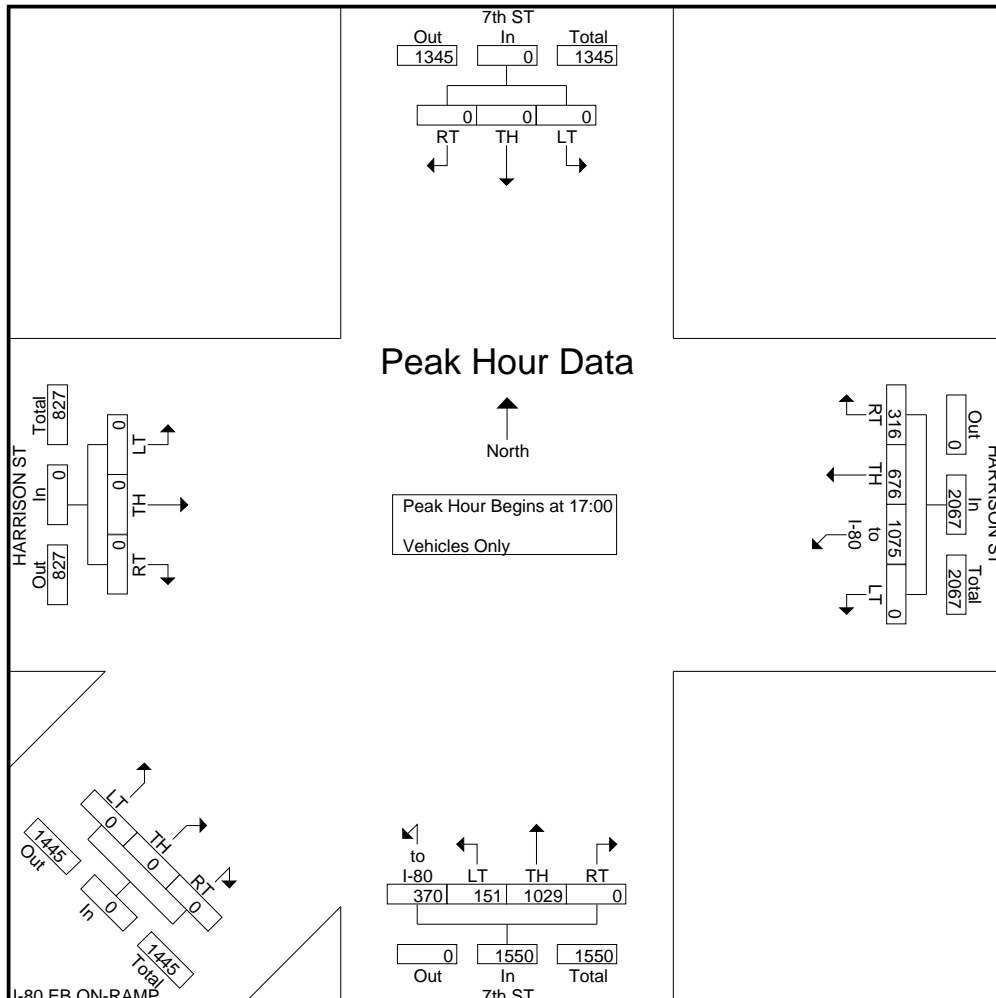 7th ST
Out In Total
1345 0 1345
0 0 0
RT TH LT
Peak Hour Data
North
Peak Hour Begins at 17:00
Vehicles Only
HARRISON ST
Total In Out
827 0 827
0 0 0
LT TH RT
HARRISON ST
Out In Total
0 2067 2067
316 676 1075 0
RT TH to I-80 LT
LT TH RT
0 0 0
1445 0 1445
Out In Total
I-80 EB ON-RAMP
to
I-80 LT TH RT
370 151 1029 0
0 1550 1550
Out In Total
7th ST